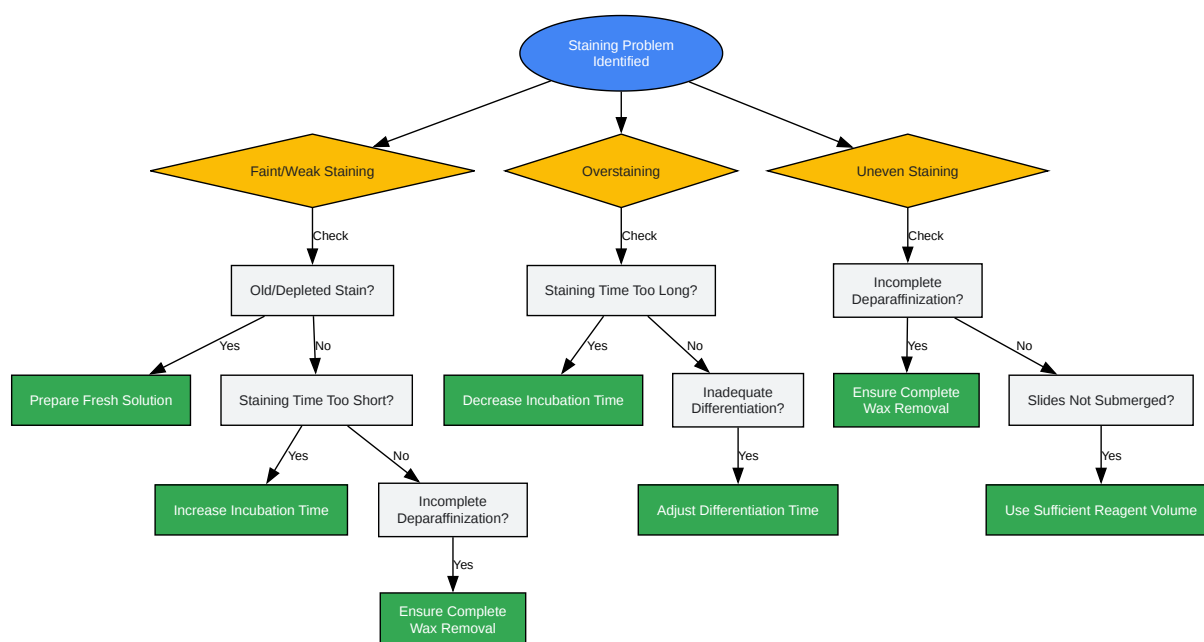 Staining Problem
Identified
Faint/Weak Staining
Overstaining
Uneven Staining
Check
Check
Check
Old/Depleted Stain?
Staining Time Too Long?
Incomplete
Deparaffinization?
Yes
No
Yes
No
Yes
No
Prepare Fresh Solution
Staining Time Too Short?
Decrease Incubation Time
Inadequate
Differentiation?
Ensure Complete
Wax Removal
Slides Not Submerged?
Yes
No
Yes
Yes
Increase Incubation Time
Incomplete
Deparaffinization?
Adjust Differentiation Time
Use Sufficient Reagent Volume
Yes
Ensure Complete
Wax Removal